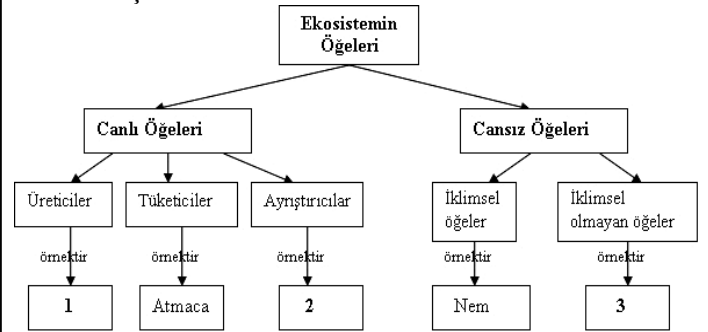 Ekosistemin
Öğeleri
Canlı Öğeleri
Cansız Öğeleri
Üreticiler
Tüketiciler
Ayrıştırıcılar
İklimsel
öğeler
İklimsel
olmayan öğeler
örnektir
örnektir
örnektir
örnektir
örnektir
1
Atmaca
2
Nem
3